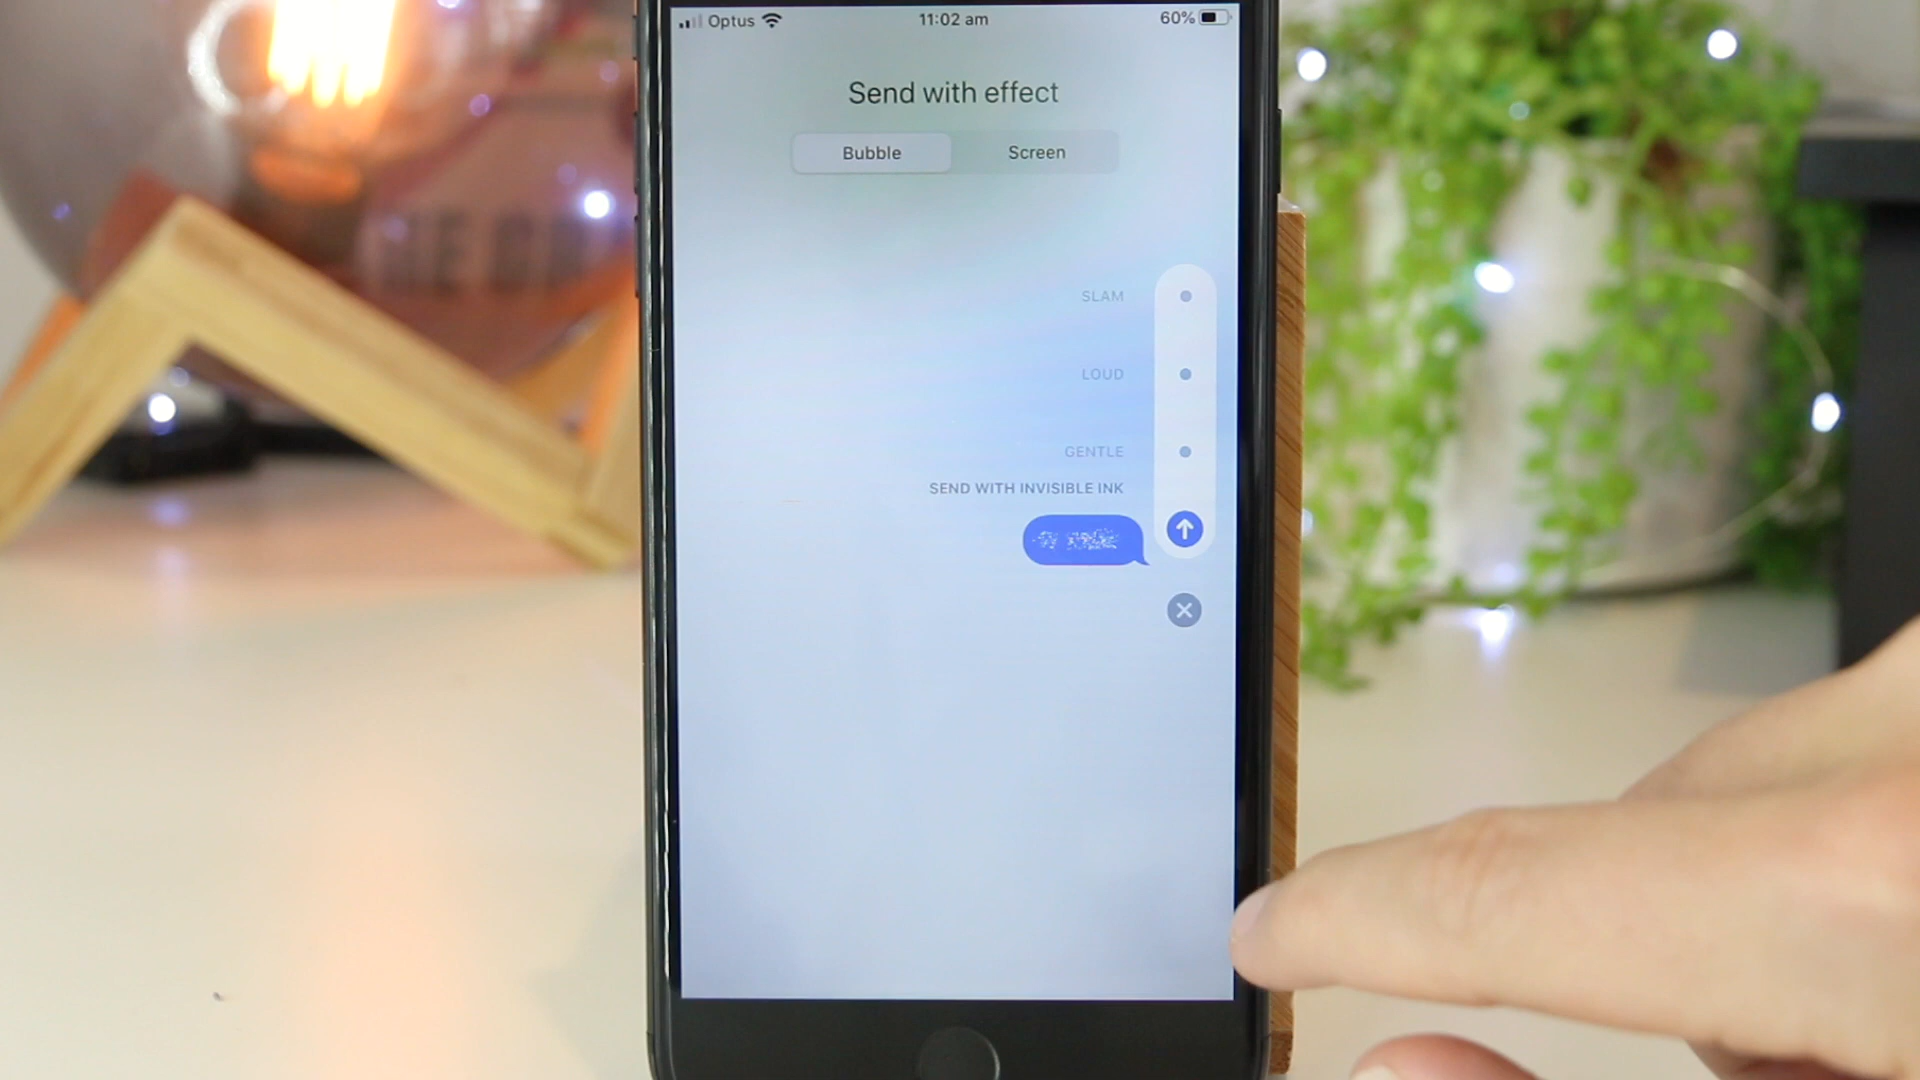 Optus 11:02 am 60%
Send with effect
Bubble Screen
SLAM
LOUD
GENTLE
SEND WITH INVISIBLE INK